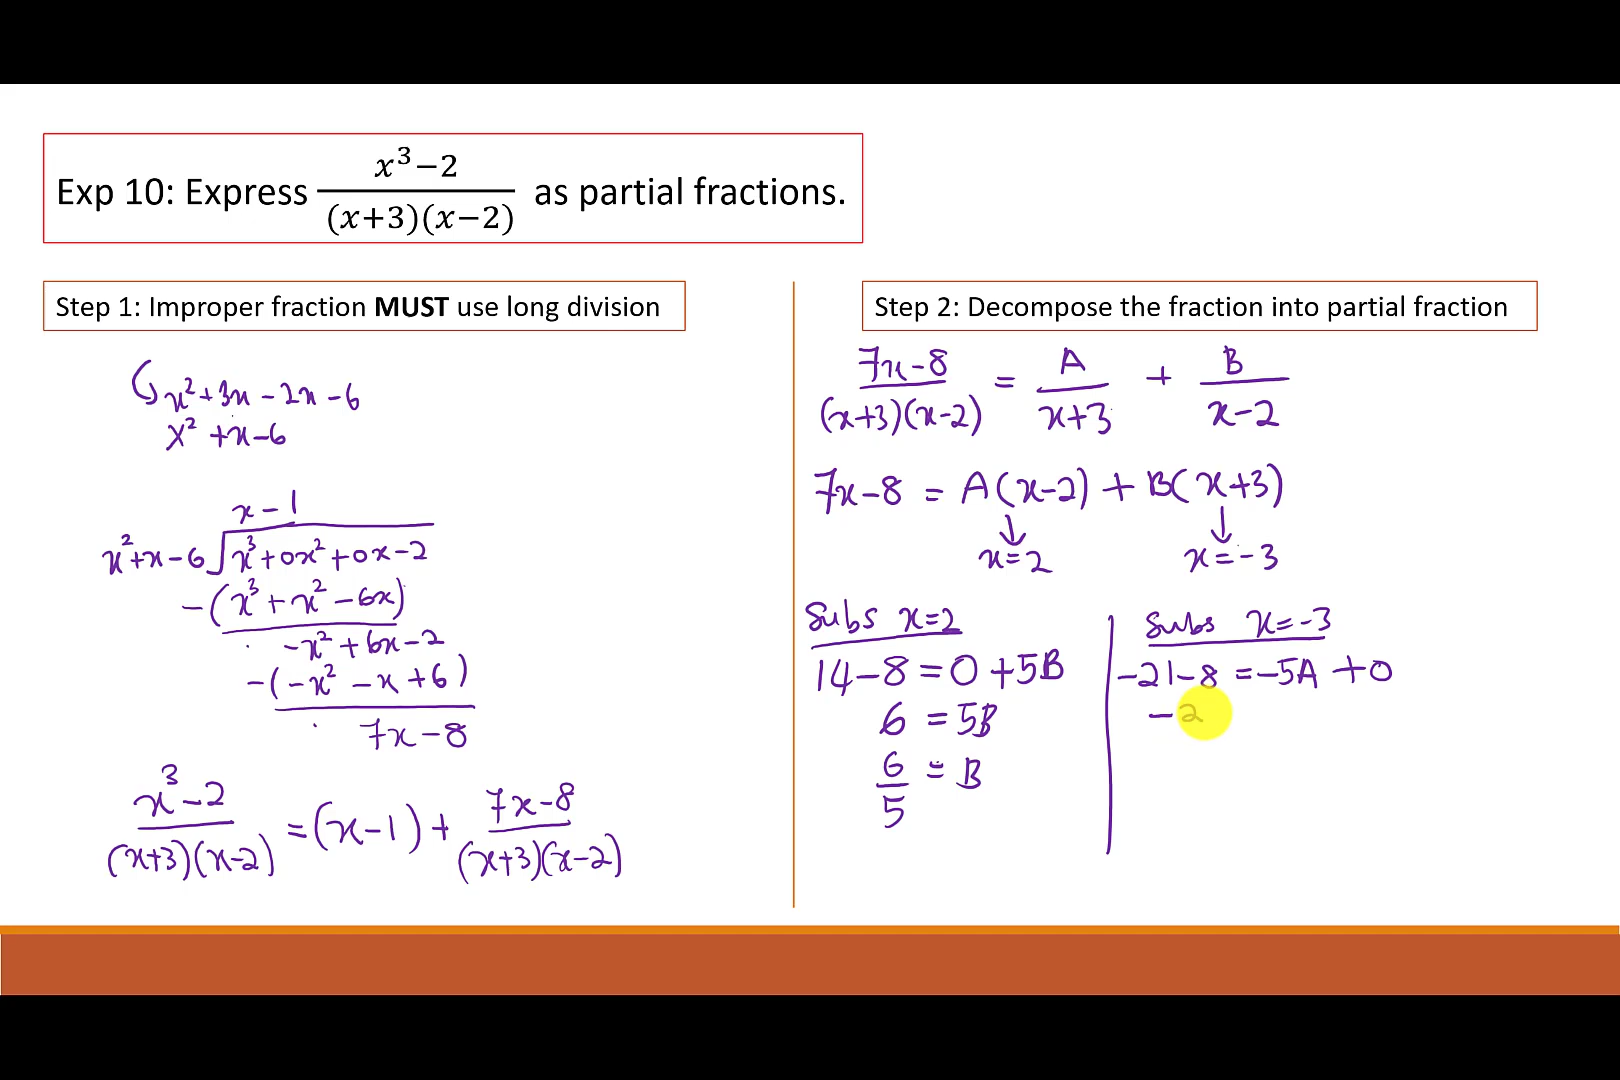 Exp 10: Express x³−2 / (x+3)(x−2) as partial fractions.
Step 1: Improper fraction MUST use long division
x²+3x−2x−6
x²+x−6
x−1
x²+x−6 x³+0x²+0x−2
−(x³+x²−6x)
−x²+6x−2
−(−x²−x+6)
7x−8
x³−2 / (x+3)(x−2) = (x−1) + 7x−8 / (x+3)(x−2)
Step 2: Decompose the fraction into partial fraction
7x−8 / (x+3)(x−2) = A / x+3 + B / x−2
7x−8 = A(x−2) + B(x+3)
x=2
x=−3
Subs x=2
14−8=0+5B
6=5B
6/5=B
Subs x=−3
−21−8=−5A+0
−2